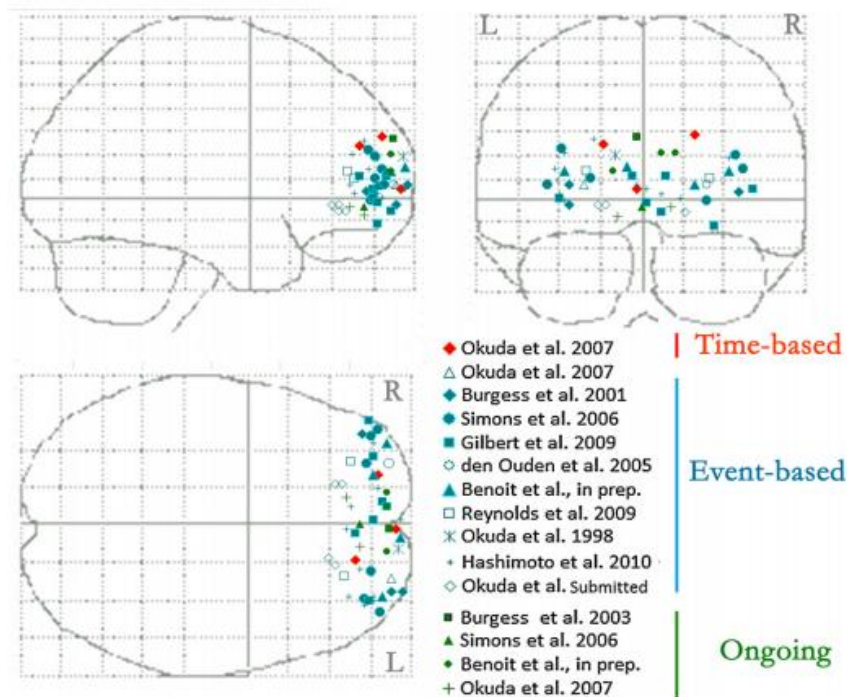 L R
R
L
Okuda et al. 2007
Okuda et al. 2007
Burgess et al. 2001
Simons et al. 2006
Gilbert et al. 2009
den Ouden et al. 2005
Benoit et al., in prep.
Reynolds et al. 2009
Okuda et al. 1998
Hashimoto et al. 2010
Okuda et al. Submitted
Burgess et al. 2003
Simons et al. 2006
Benoit et al., in prep.
Okuda et al. 2007
Time-based
Event-based
Ongoing